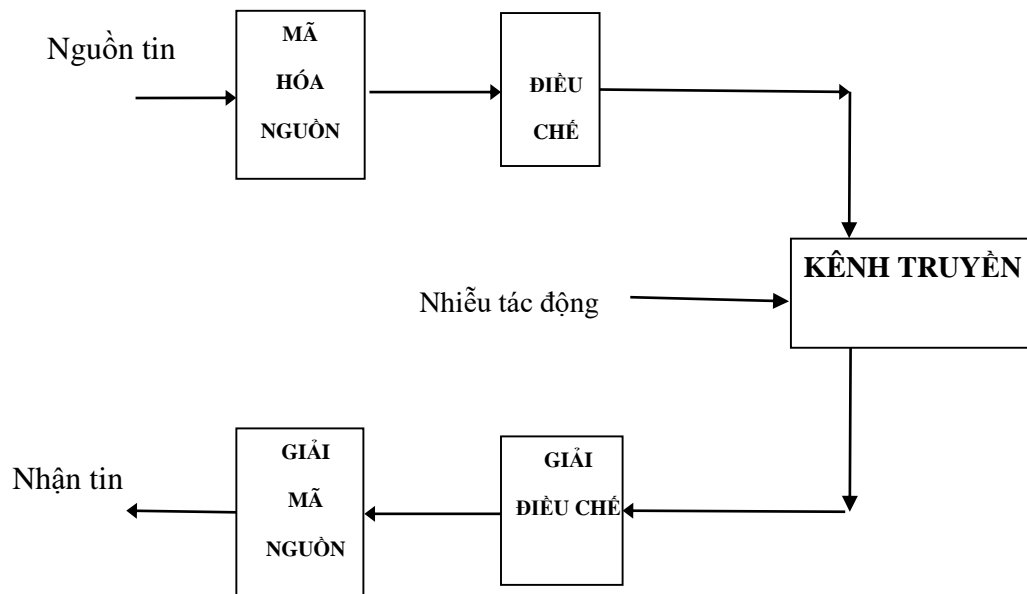 Nguồn tin
MÃ
HÓA
NGUỒN
ĐIỀU
CHẾ
KÊNH TRUYỀN
Nhiễu tác động
Nhận tin
GIẢI
MÃ
NGUỒN
GIẢI
ĐIỀU CHẾ